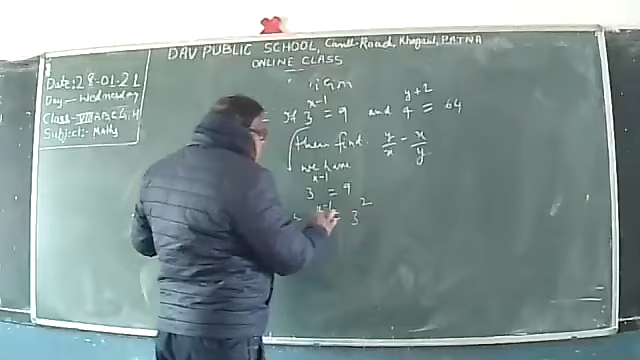 DAV PUBLIC SCHOOL, Cantt-Road, Khagaul, PATNA
ONLINE CLASS
Date: 28-01-21
Day - Wednesday
Class - VIII A,B,C,G,H
Subject:- Maths
If 3^(x-1) = 9 and 4^(y+2) = 64
then find y/x - x/y
we have
3^(x-1) = 9
3^(x-1) = 3^2